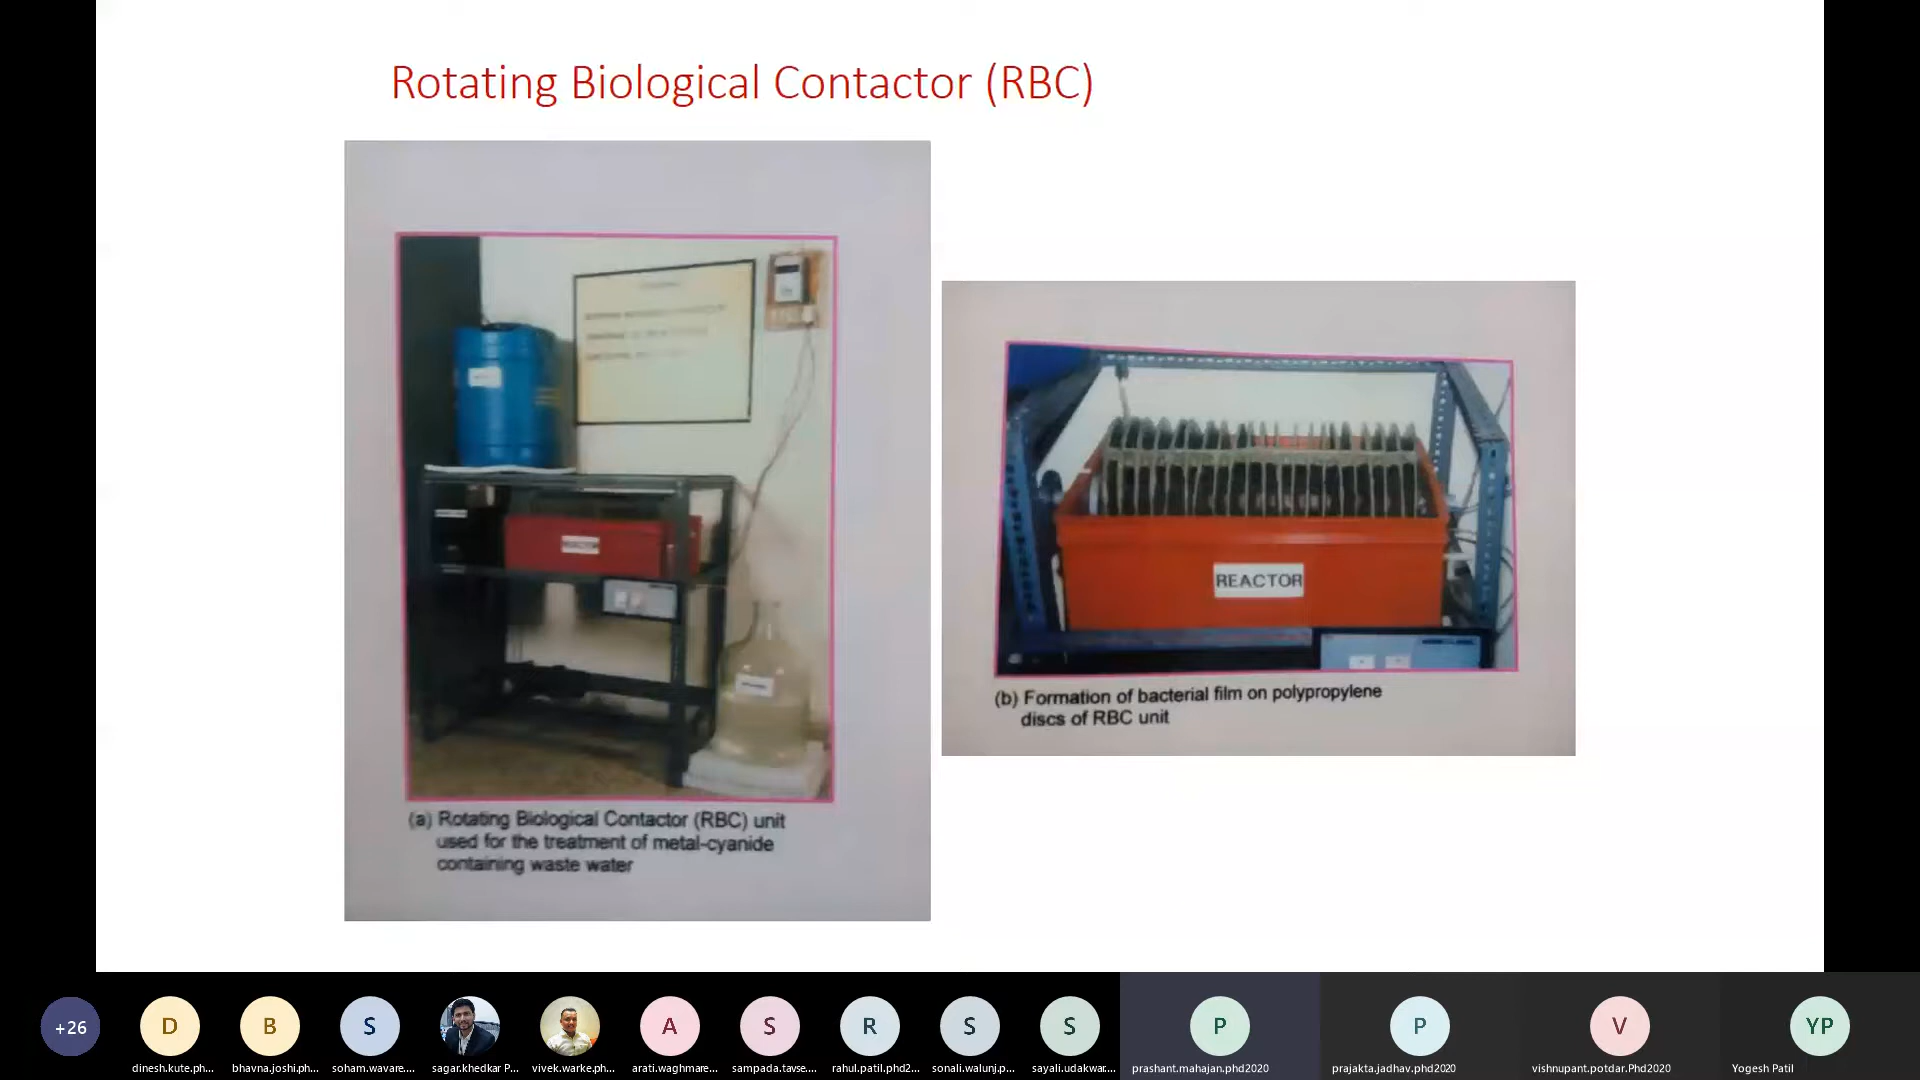 Rotating Biological Contactor (RBC)
REACTOR
(a) Rotating Biological Contactor (RBC) unit
used for the treatment of metal-cyanide
containing waste water
REACTOR
(b) Formation of bacterial film on polypropylene
discs of RBC unit
+26
D
B
S
A
S
R
S
S
P
P
V
YP
dinesh.kute.ph...
bhavna.joshi.ph...
soham.wavare....
sagar.khedkar P...
vivek.warke.ph...
arati.waghmare...
sampada.tavse....
rahul.patil.phd2...
sonali.walunj.p...
sayali.udakwar....
prashant.mahajan.phd2020
prajakta.jadhav.phd2020
vishnupant.potdar.Phd2020
Yogesh Patil